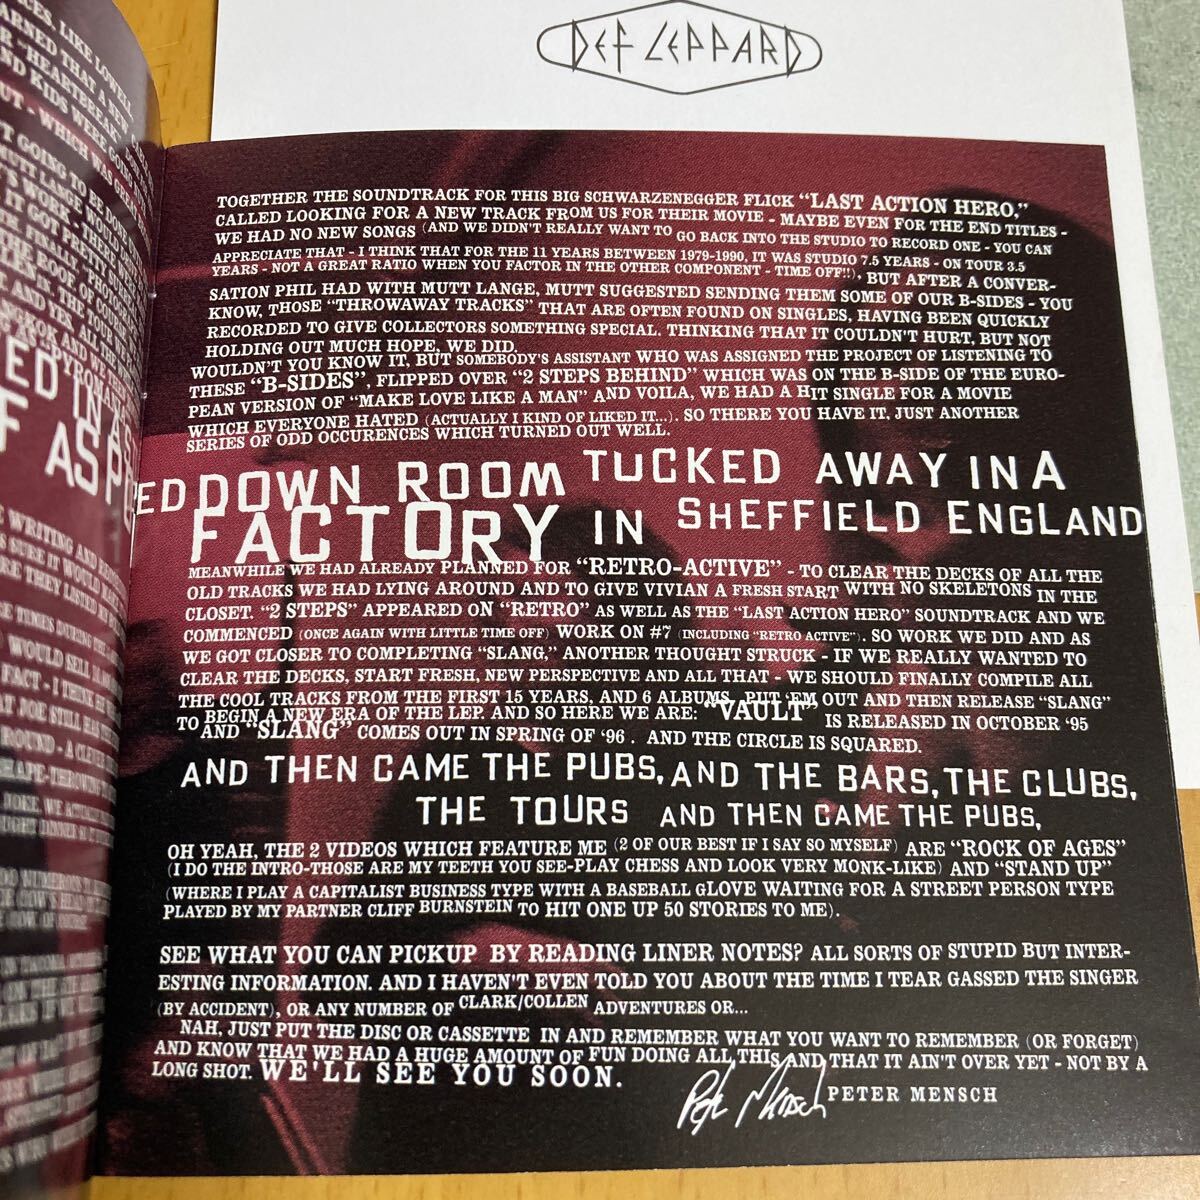 DEF LEPPARD
TOGETHER THE SOUNDTRACK FOR THIS BIG SCHWARZENEGGER FLICK "LAST ACTION HERO,"
CALLED LOOKING FOR A NEW TRACK FROM US FOR THEIR MOVIE - MAYBE EVEN FOR THE END TITLES -
WE HAD NO NEW SONGS (AND WE DIDN'T REALLY WANT TO GO BACK INTO THE STUDIO TO RECORD ONE - YOU CAN
APPRECIATE THAT - I THINK THAT FOR THE 11 YEARS BETWEEN 1979-1990, IT WAS STUDIO 7.5 YEARS - ON TOUR 3.5
YEARS - NOT A GREAT RATIO WHEN YOU FACTOR IN THE OTHER COMPONENT - TIME OFF!!), BUT AFTER A CONVER-
SATION PHIL HAD WITH MUTT LANGE, MUTT SUGGESTED SENDING THEM SOME OF OUR B-SIDES - YOU
KNOW, THOSE "THROWAWAY TRACKS" THAT ARE OFTEN FOUND ON SINGLES, HAVING BEEN QUICKLY
RECORDED TO GIVE COLLECTORS SOMETHING SPECIAL. THINKING THAT IT COULDN'T HURT, BUT NOT
HOLDING OUT MUCH HOPE, WE DID.
WOULDN'T YOU KNOW IT, BUT SOMEBODY'S ASSISTANT WHO WAS ASSIGNED THE PROJECT OF LISTENING TO
THESE "B-SIDES", FLIPPED OVER "2 STEPS BEHIND" WHICH WAS ON THE B-SIDE OF THE EURO-
PEAN VERSION OF "MAKE LOVE LIKE A MAN" AND VOILA, WE HAD A HIT SINGLE FOR A MOVIE
WHICH EVERYONE HATED (ACTUALLY I KIND OF LIKED IT...). SO THERE YOU HAVE IT, JUST ANOTHER
SERIES OF ODD OCCURENCES WHICH TURNED OUT WELL.
PED DOWN ROOM TUCKED AWAY IN A
FACTORY IN SHEFFIELD ENGLAND
MEANWHILE WE HAD ALREADY PLANNED FOR "RETRO-ACTIVE" - TO CLEAR THE DECKS OF ALL THE
OLD TRACKS WE HAD LYING AROUND AND TO GIVE VIVIAN A FRESH START WITH NO SKELETONS IN THE
CLOSET. "2 STEPS" APPEARED ON "RETRO" AS WELL AS THE "LAST ACTION HERO" SOUNDTRACK AND WE
COMMENCED (ONCE AGAIN WITH LITTLE TIME OFF) WORK ON #7 (INCLUDING "RETRO ACTIVE"). SO WORK WE DID AND AS
WE GOT CLOSER TO COMPLETING "SLANG," ANOTHER THOUGHT STRUCK - IF WE REALLY WANTED TO
CLEAR THE DECKS, START FRESH, NEW PERSPECTIVE AND ALL THAT - WE SHOULD FINALLY COMPILE ALL
THE COOL TRACKS FROM THE FIRST 15 YEARS, AND 6 ALBUMS, PUT 'EM OUT AND THEN RELEASE "SLANG"
TO BEGIN A NEW ERA OF THE LEP. AND SO HERE WE ARE: "VAULT" IS RELEASED IN OCTOBER '95
AND "SLANG" COMES OUT IN SPRING OF '96. AND THE CIRCLE IS SQUARED.
AND THEN CAME THE PUBS, AND THE BARS, THE CLUBS,
THE TOURS AND THEN CAME THE PUBS,
OH YEAH, THE 2 VIDEOS WHICH FEATURE ME (2 OF OUR BEST IF I SAY SO MYSELF) ARE "ROCK OF AGES"
(I DO THE INTRO-THOSE ARE MY TEETH YOU SEE-PLAY CHESS AND LOOK VERY MONK-LIKE) AND "STAND UP"
(WHERE I PLAY A CAPITALIST BUSINESS TYPE WITH A BASEBALL GLOVE WAITING FOR A STREET PERSON TYPE
PLAYED BY MY PARTNER CLIFF BURNSTEIN TO HIT ONE UP 50 STORIES TO ME).
SEE WHAT YOU CAN PICKUP BY READING LINER NOTES? ALL SORTS OF STUPID BUT INTER-
ESTING INFORMATION. AND I HAVEN'T EVEN TOLD YOU ABOUT THE TIME I TEAR GASSED THE SINGER
(BY ACCIDENT), OR ANY NUMBER OF CLARK/COLLEN ADVENTURES OR...
NAH, JUST PUT THE DISC OR CASSETTE IN AND REMEMBER WHAT YOU WANT TO REMEMBER (OR FORGET)
AND KNOW THAT WE HAD A HUGE AMOUNT OF FUN DOING ALL THIS AND THAT IT AIN'T OVER YET - NOT BY A
LONG SHOT. WE'LL SEE YOU SOON.
Peter Mensch PETER MENSCH